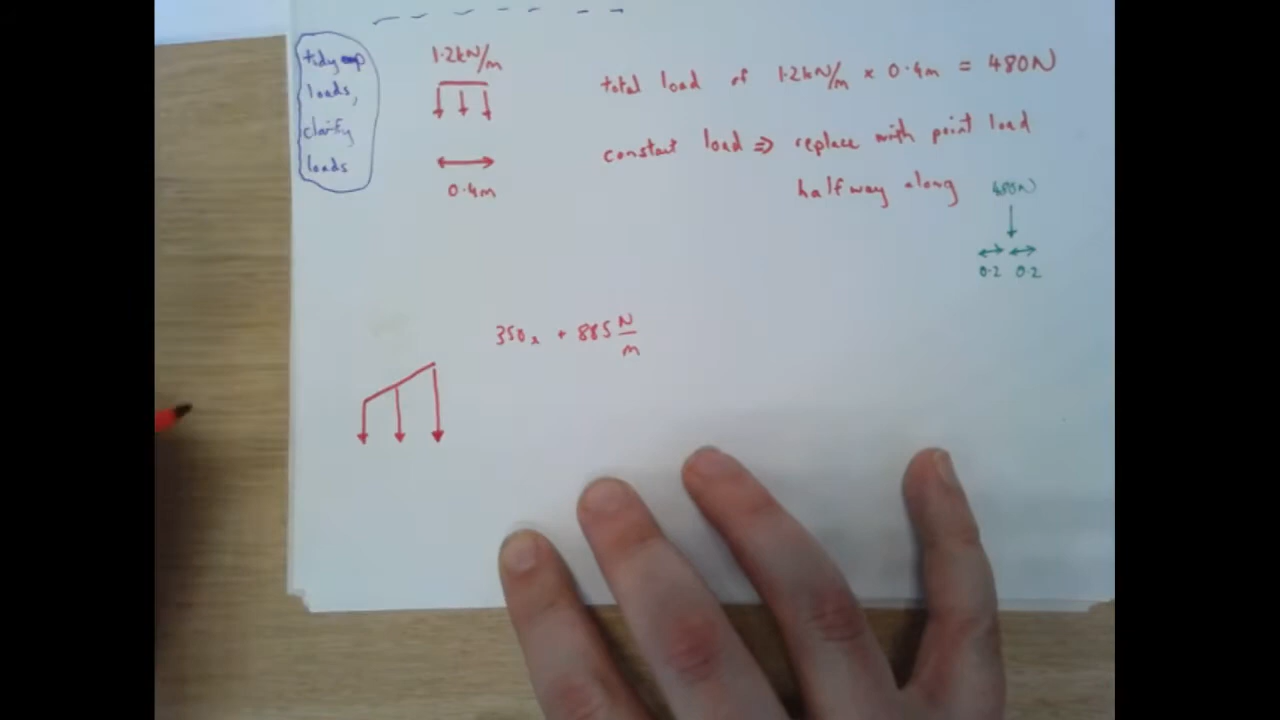 tidy up
loads,
clarify
loads
1.2kN/m
0.4m
total load of 1.2kN/m × 0.4m = 480N
constant load ⇒ replace with point load
halfway along
480N
0.2 0.2
350x + 885 N/m